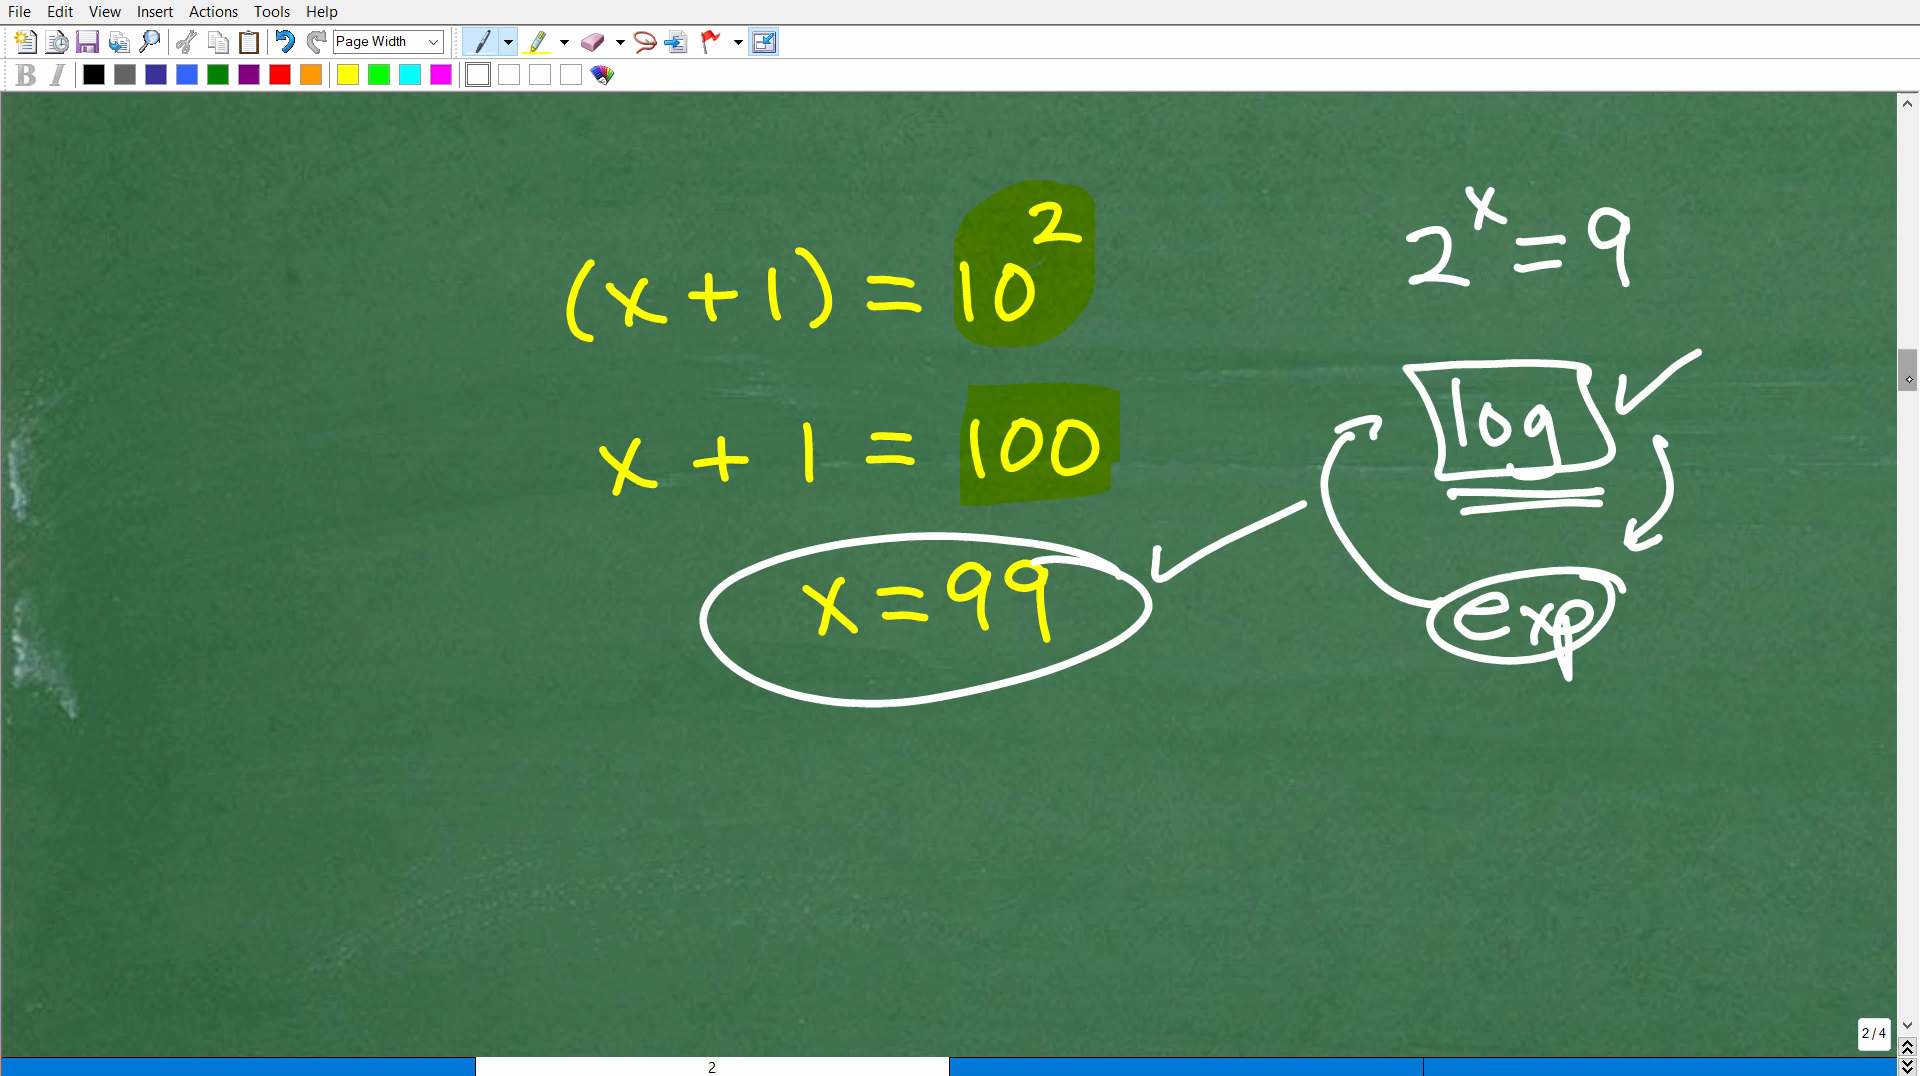 File Edit View Insert Actions Tools Help
Page Width
B I
(x + 1) = 10²
x + 1 = 100
x = 99
2ˣ = 9
log
exp
2 / 4
2